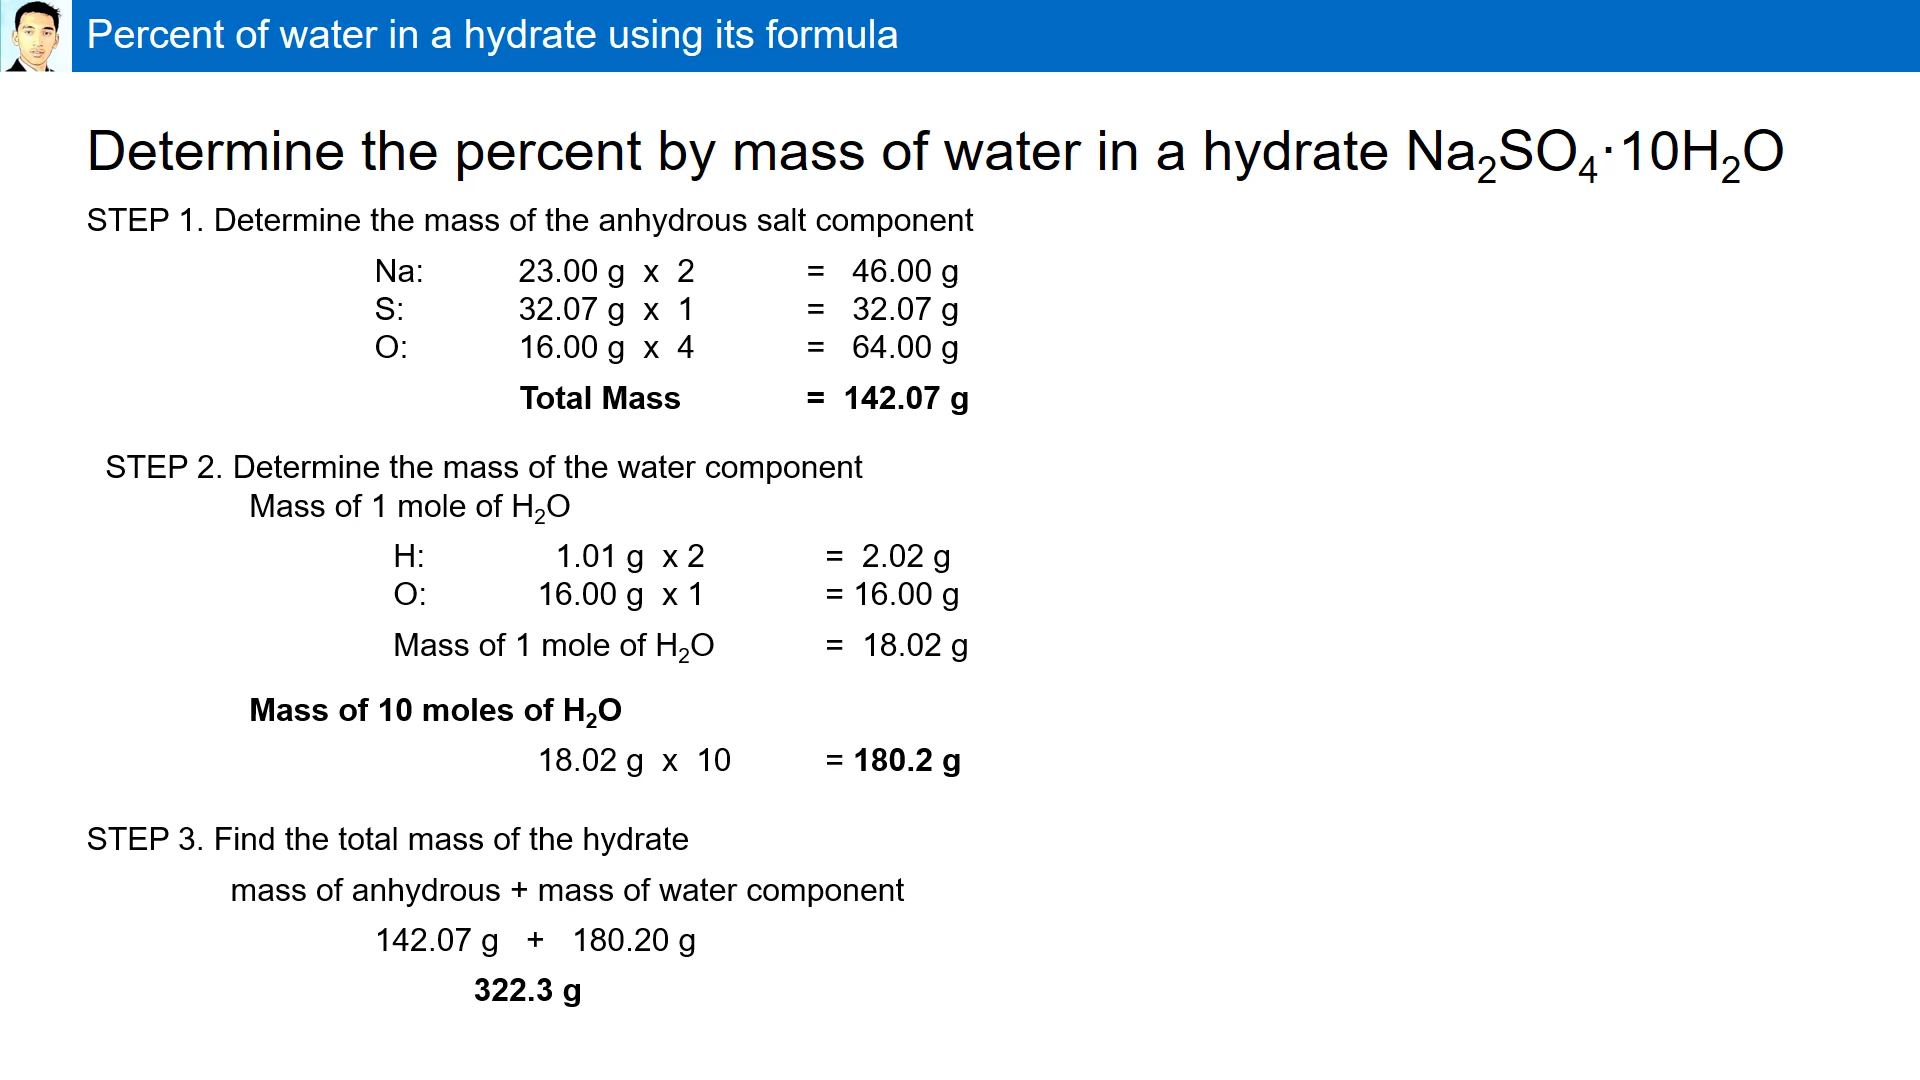 Percent of water in a hydrate using its formula
Determine the percent by mass of water in a hydrate Na₂SO₄·10H₂O
STEP 1. Determine the mass of the anhydrous salt component
Na: 23.00 g x 2 = 46.00 g
S: 32.07 g x 1 = 32.07 g
O: 16.00 g x 4 = 64.00 g
Total Mass = 142.07 g
STEP 2. Determine the mass of the water component
Mass of 1 mole of H₂O
H: 1.01 g x 2 = 2.02 g
O: 16.00 g x 1 = 16.00 g
Mass of 1 mole of H₂O = 18.02 g
Mass of 10 moles of H₂O
18.02 g x 10 = 180.2 g
STEP 3. Find the total mass of the hydrate
mass of anhydrous + mass of water component
142.07 g + 180.20 g
322.3 g